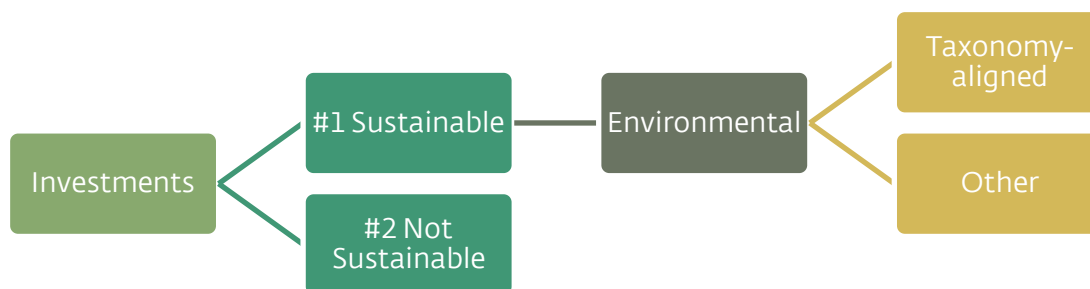 Investments
#1 Sustainable
#2 Not
Sustainable
Environmental
Taxonomy-
aligned
Other